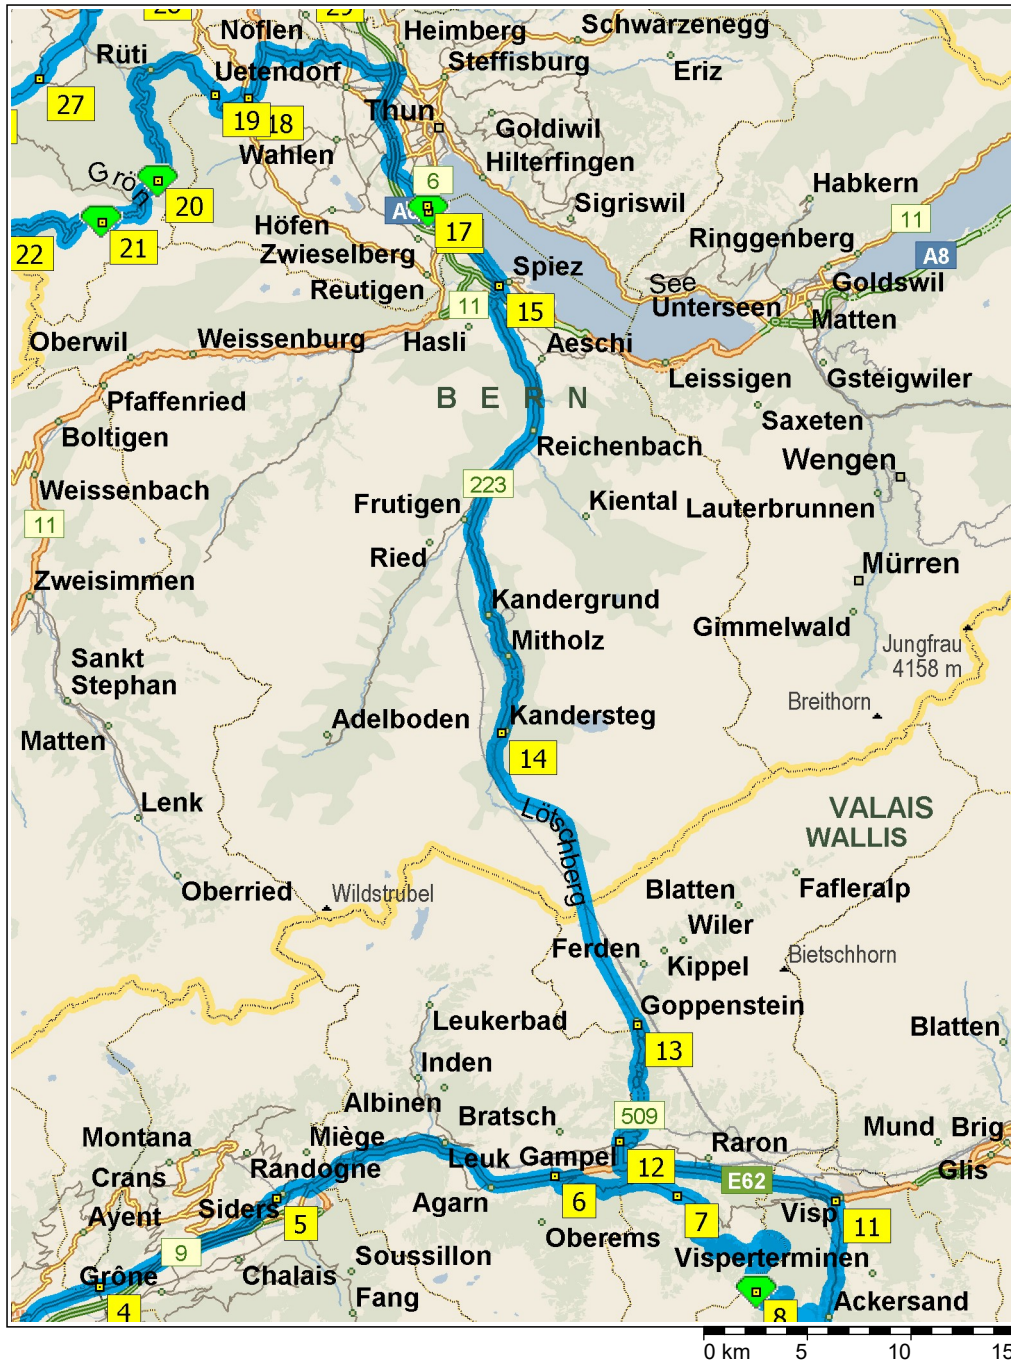 29
Noflen
Heimberg
Schwarzenegg
Rüti
Steffisburg
Uetendorf
Eriz
27
Thun
19
18
Goldiwil
Wahlen
Hilterfingen
Grön
6
Habkern
20
Sigriswil
11
Höfen
17
21
22
Ringgenberg
A8
Zwieselberg
Spiez
See
Goldswil
Reutigen
Unterseen
11
15
Matten
Oberwil
Weissenburg
Hasli
Aeschi
Leissigen
Gsteigwiler
Pfaffenried
B E R N
Saxeten
Boltigen
Reichenbach
Wengen
Weissenbach
223
Frutigen
Kiental
Lauterbrunnen
11
Ried
Mürren
Zweisimmen
Kandergrund
Gimmelwald
Mitholz
Jungfrau
4158 m
Sankt
Stephan
Breithorn
Adelboden
Kandersteg
Matten
14
Lenk
Lötschberg
VALAIS
WALLIS
Oberried
Wildstrubel
Blatten
Fafleralp
Wiler
Ferden
Kippel
Bietschhorn
Goppenstein
Leukerbad
Blatten
13
Inden
Albinen
Bratsch
509
Montana
Miège
Mund
Brig
Raron
Crans
Randogne
Leuk
Gampel
12
Glis
E62
Ayent
Siders
Agarn
6
7
Visp
11
5
Oberems
9
Soussillon
Visperterminen
Grône
Chalais
4
Fang
8
Ackersand
0 km
5
10
15